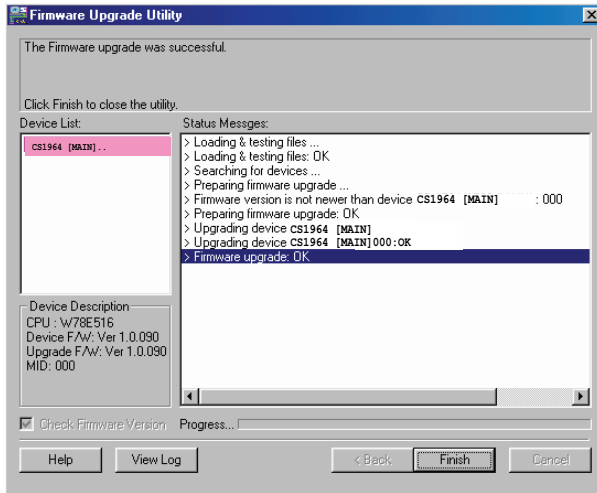 Firmware Upgrade Utility
The Firmware upgrade was successful.
Click Finish to close the utility.
Device List:
CS1964 [MAIN]..
Status Messges:
> Loading & testing files ...
> Loading & testing files: OK
> Searching for devices ...
> Preparing firmware upgrade ...
> Firmware version is not newer than device CS1964 [MAIN] : 000
> Preparing firmware upgrade: OK
> Upgrading device CS1964 [MAIN]
> Upgrading device CS1964 [MAIN]000:OK
> Firmware upgrade: OK
Device Description
CPU : W78E516
Device F/W: Ver 1.0.090
Upgrade F/W: Ver 1.0.090
MID: 000
Check Firmware Version
Progress...
Help
View Log
< Back
Finish
Cancel